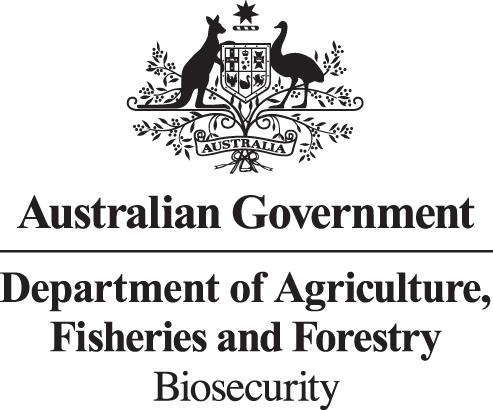 AUSTRALIA
Australian Government
Department of Agriculture,
Fisheries and Forestry
Biosecurity